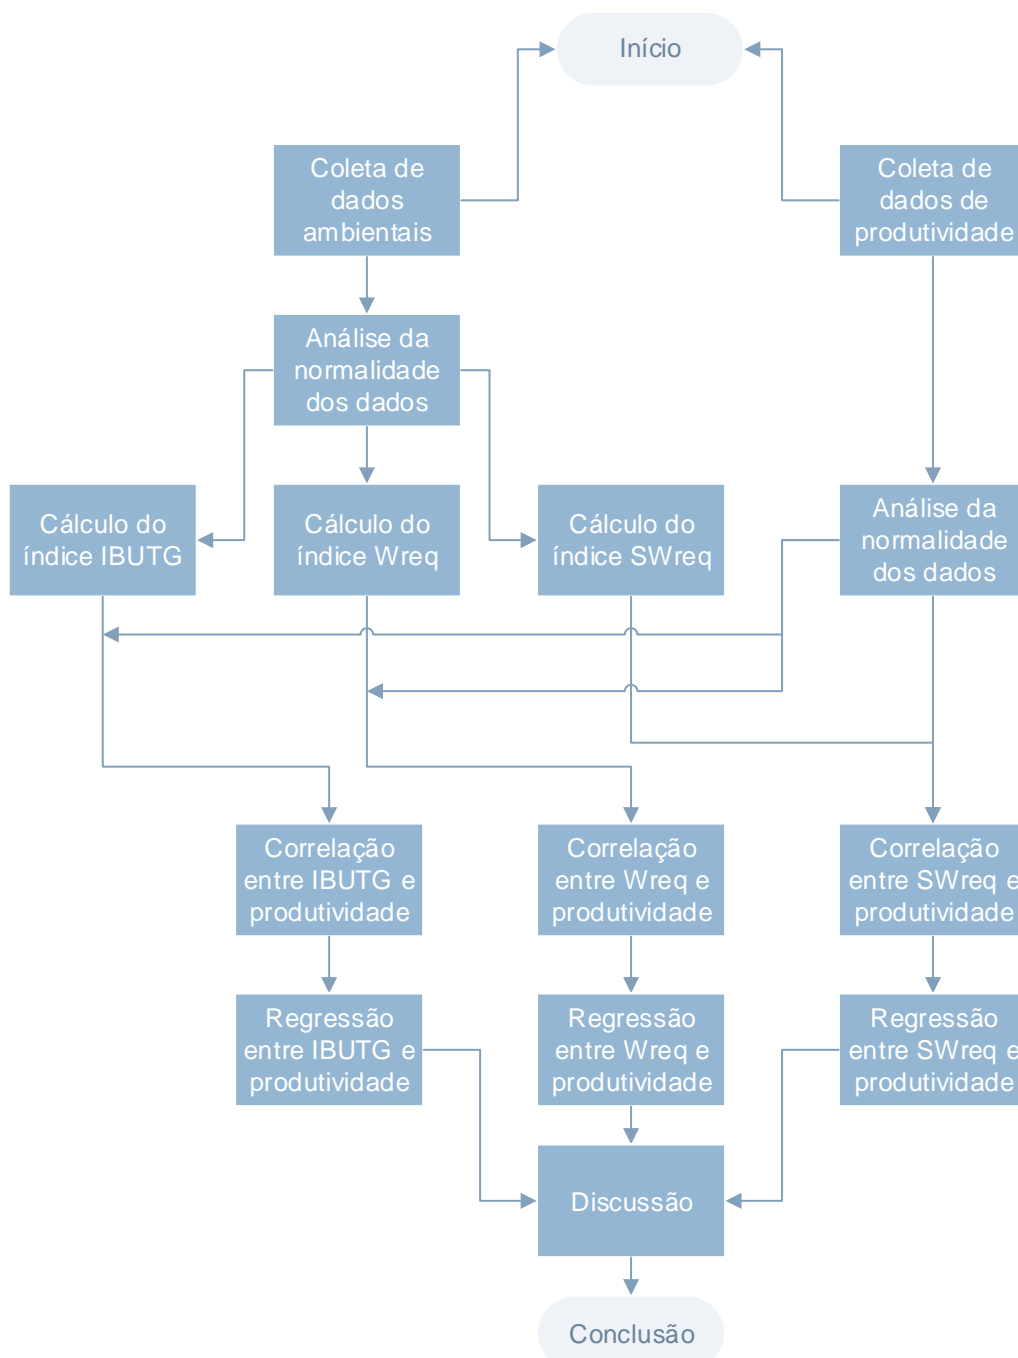 Início
Coleta de
dados
ambientais
Coleta de
dados de
produtividade
Análise da
normalidade
dos dados
Cálculo do
índice IBUTG
Cálculo do
índice Wreq
Cálculo do
índice SWreq
Análise da
normalidade
dos dados
Correlação
entre IBUTG e
produtividade
Correlação
entre Wreq e
produtividade
Correlação
entre SWreq e
produtividade
Regressão
entre IBUTG e
produtividade
Regressão
entre Wreq e
produtividade
Regressão
entre SWreq e
produtividade
Discussão
Conclusão